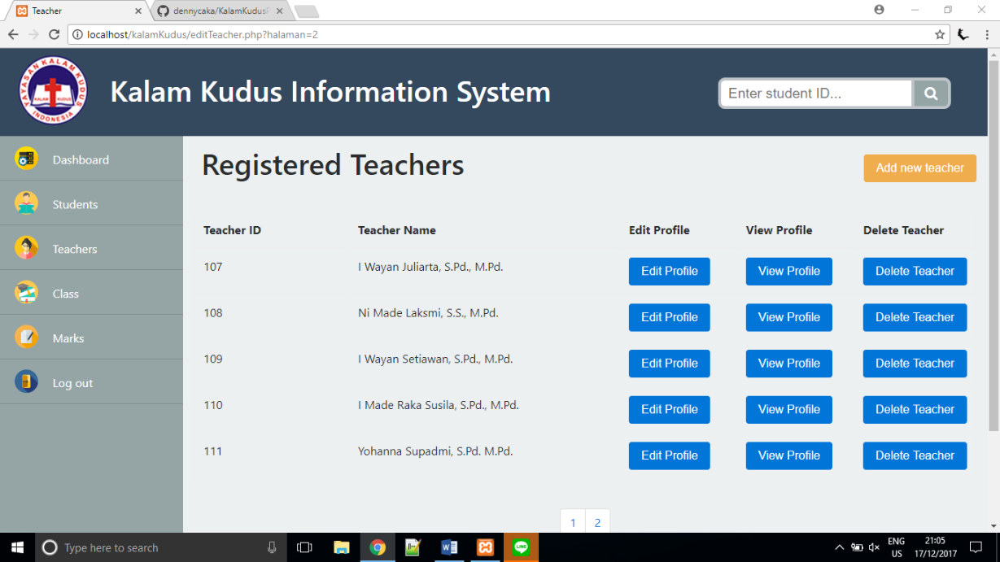 Teacher
dennycaka/KalamKudus
localhost/kalamKudus/editTeacher.php?halaman=2
YAYASAN KALAM KUDUS
KALAM KUDUS
INDONESIA
Kalam Kudus Information System
Enter student ID...
Dashboard
Students
Teachers
Class
Marks
Log out
Registered Teachers
Add new teacher
Teacher ID Teacher Name Edit Profile View Profile Delete Teacher
107 I Wayan Juliarta, S.Pd., M.Pd. Edit Profile View Profile Delete Teacher
108 Ni Made Laksmi, S.S., M.Pd. Edit Profile View Profile Delete Teacher
109 I Wayan Setiawan, S.Pd., M.Pd. Edit Profile View Profile Delete Teacher
110 I Made Raka Susila, S.Pd., M.Pd. Edit Profile View Profile Delete Teacher
111 Yohanna Supadmi, S.Pd. M.Pd. Edit Profile View Profile Delete Teacher
1 2
Type here to search
ENG
US
21:05
17/12/2017